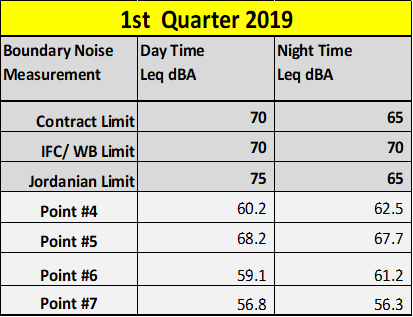 1st Quarter 2019
Boundary Noise Measurement Day Time Leq dBA Night Time Leq dBA
Contract Limit 70 65
IFC/ WB Limit 70 70
Jordanian Limit 75 65
Point #4 60.2 62.5
Point #5 68.2 67.7
Point #6 59.1 61.2
Point #7 56.8 56.3